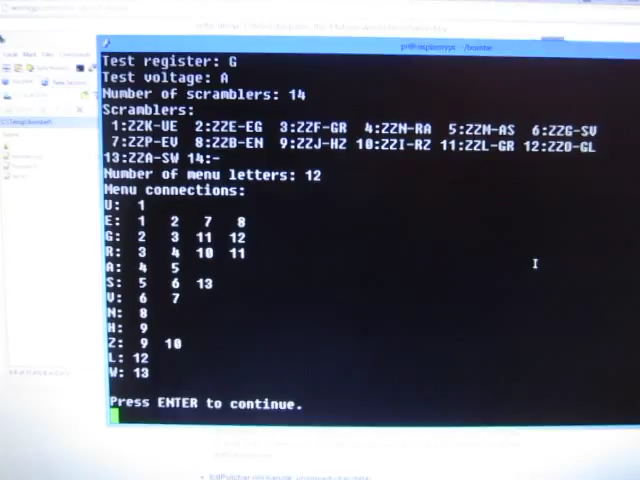 pi@raspberrypi: ~/bombe
Test register: G
Test voltage: A
Number of scramblers: 14
Scramblers:
1:ZZK-UE 2:ZZE-EG 3:ZZF-GR 4:ZZN-RA 5:ZZM-AS 6:ZZG-SV
7:ZZP-EV 8:ZZB-EN 9:ZZJ-HZ 10:ZZI-RZ 11:ZZL-GR 12:ZZO-GL
13:ZZA-SW 14:-
Number of menu letters: 12
Menu connections:
U: 1
E: 1 2 7 8
G: 2 3 11 12
R: 3 4 10 11
A: 4 5
S: 5 6 13
V: 6 7
N: 8
H: 9
Z: 9 10
L: 12
W: 13
Press ENTER to continue.